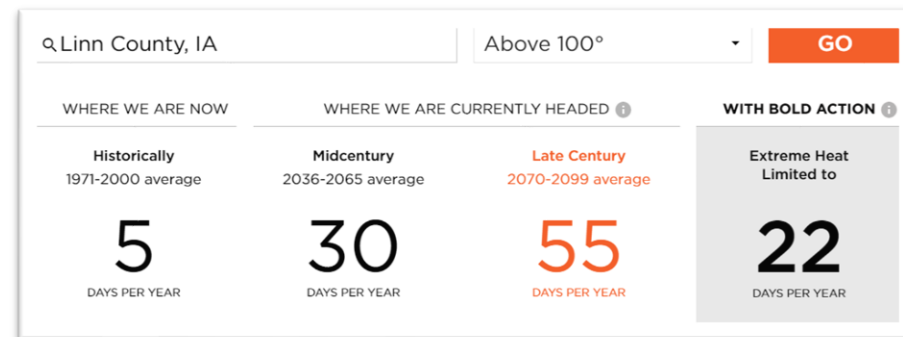 Linn County, IA
Above 100°
GO
WHERE WE ARE NOW
WHERE WE ARE CURRENTLY HEADED
WITH BOLD ACTION
Historically
1971-2000 average
5
DAYS PER YEAR
Midcentury
2036-2065 average
30
DAYS PER YEAR
Late Century
2070-2099 average
55
DAYS PER YEAR
Extreme Heat
Limited to
22
DAYS PER YEAR